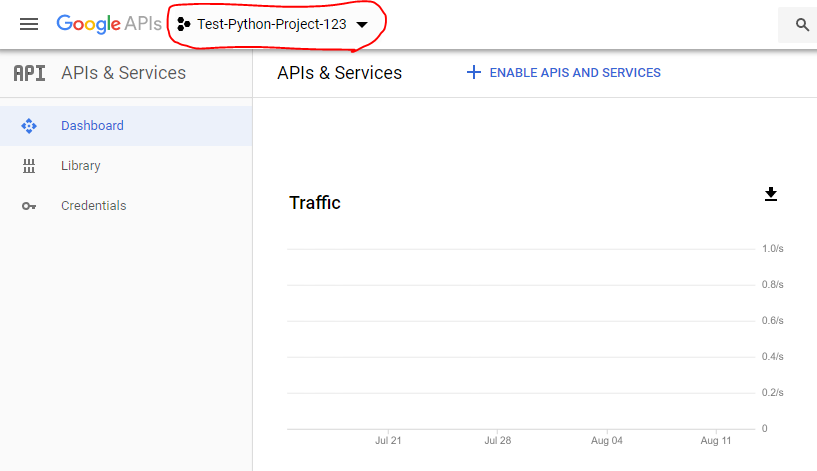 Google APIs Test-Python-Project-123
API APIs & Services
APIs & Services
+ ENABLE APIS AND SERVICES
Dashboard
Library
Credentials
Traffic
1.0/s
0.8/s
0.6/s
0.4/s
0.2/s
0
Jul 21 Jul 28 Aug 04 Aug 11